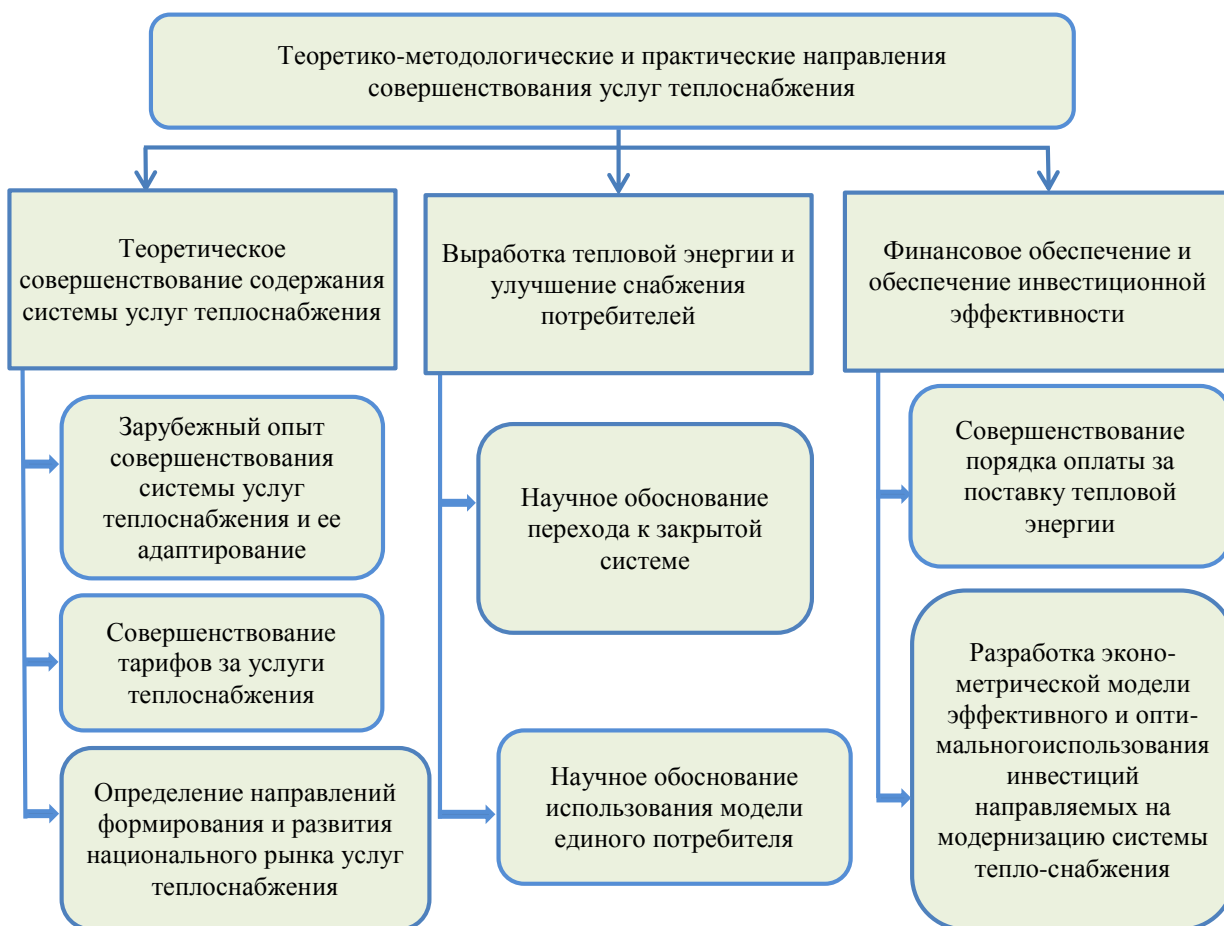 Теоретико-методологические и практические направления
совершенствования услуг теплоснабжения
Теоретическое
совершенствование содержания
системы услуг теплоснабжения
Зарубежный опыт
совершенствования
системы услуг
теплоснабжения и ее
адаптирование
Совершенствование
тарифов за услуги
теплоснабжения
Определение направлений
формирования и развития
национального рынка услуг
теплоснабжения
Выработка тепловой энергии и
улучшение снабжения
потребителей
Научное обоснование
перехода к закрытой
системе
Научное обоснование
использования модели
единого потребителя
Финансовое обеспечение и
обеспечение инвестиционной
эффективности
Совершенствование
порядка оплаты за
поставку тепловой
энергии
Разработка эконо-
метрической модели
эффективного и опти-
мальногоиспользования
инвестиций
направляемых на
модернизацию системы
тепло-снабжения